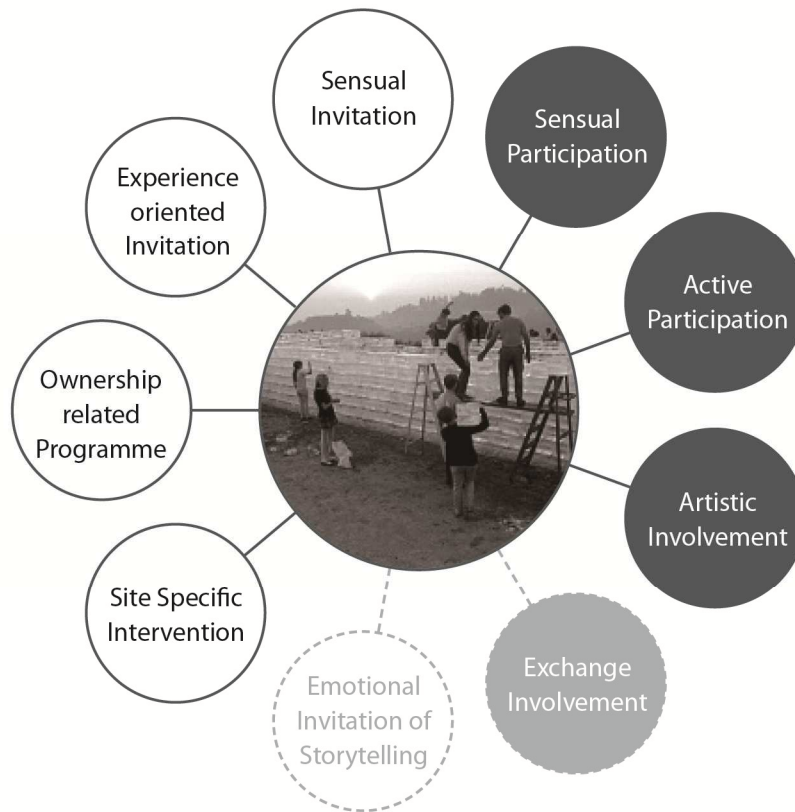 Sensual
Invitation
Sensual
Participation
Experience
oriented
Invitation
Active
Participation
Ownership
related
Programme
Artistic
Involvement
Site Specific
Intervention
Exchange
Involvement
Emotional
Invitation of
Storytelling